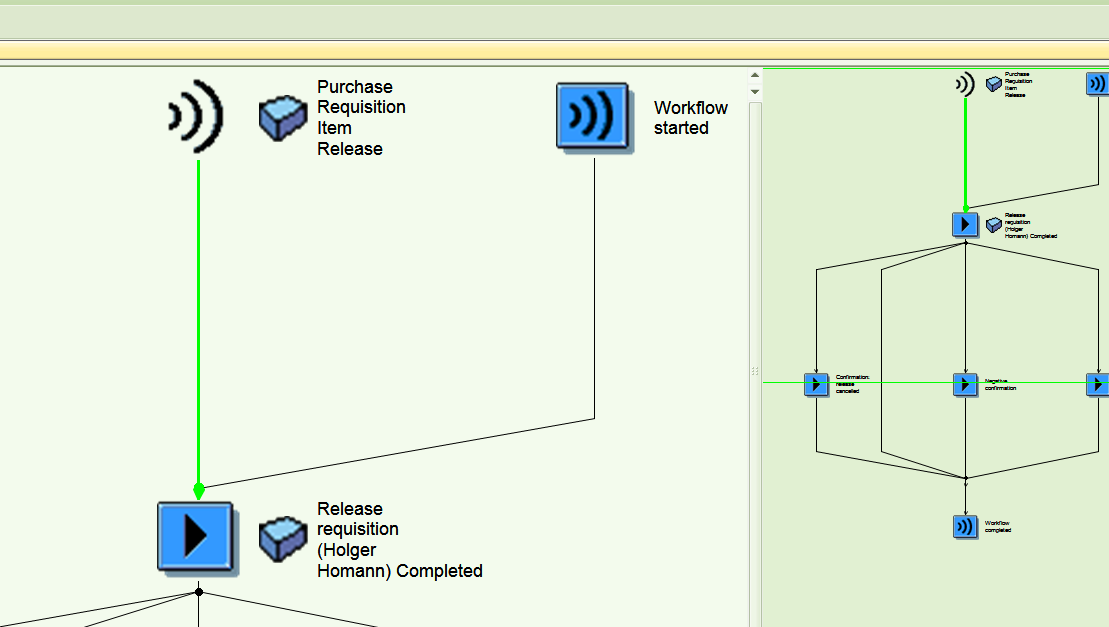 Purchase
Requisition
Item
Release
Workflow
started
Release
requisition
(Holger
Homann) Completed
Purchase
Requisition
Item
Release
Release
requisition
(Holger
Homann) Completed
Confirmation:
release
cancelled
Negative
confirmation
Workflow
completed